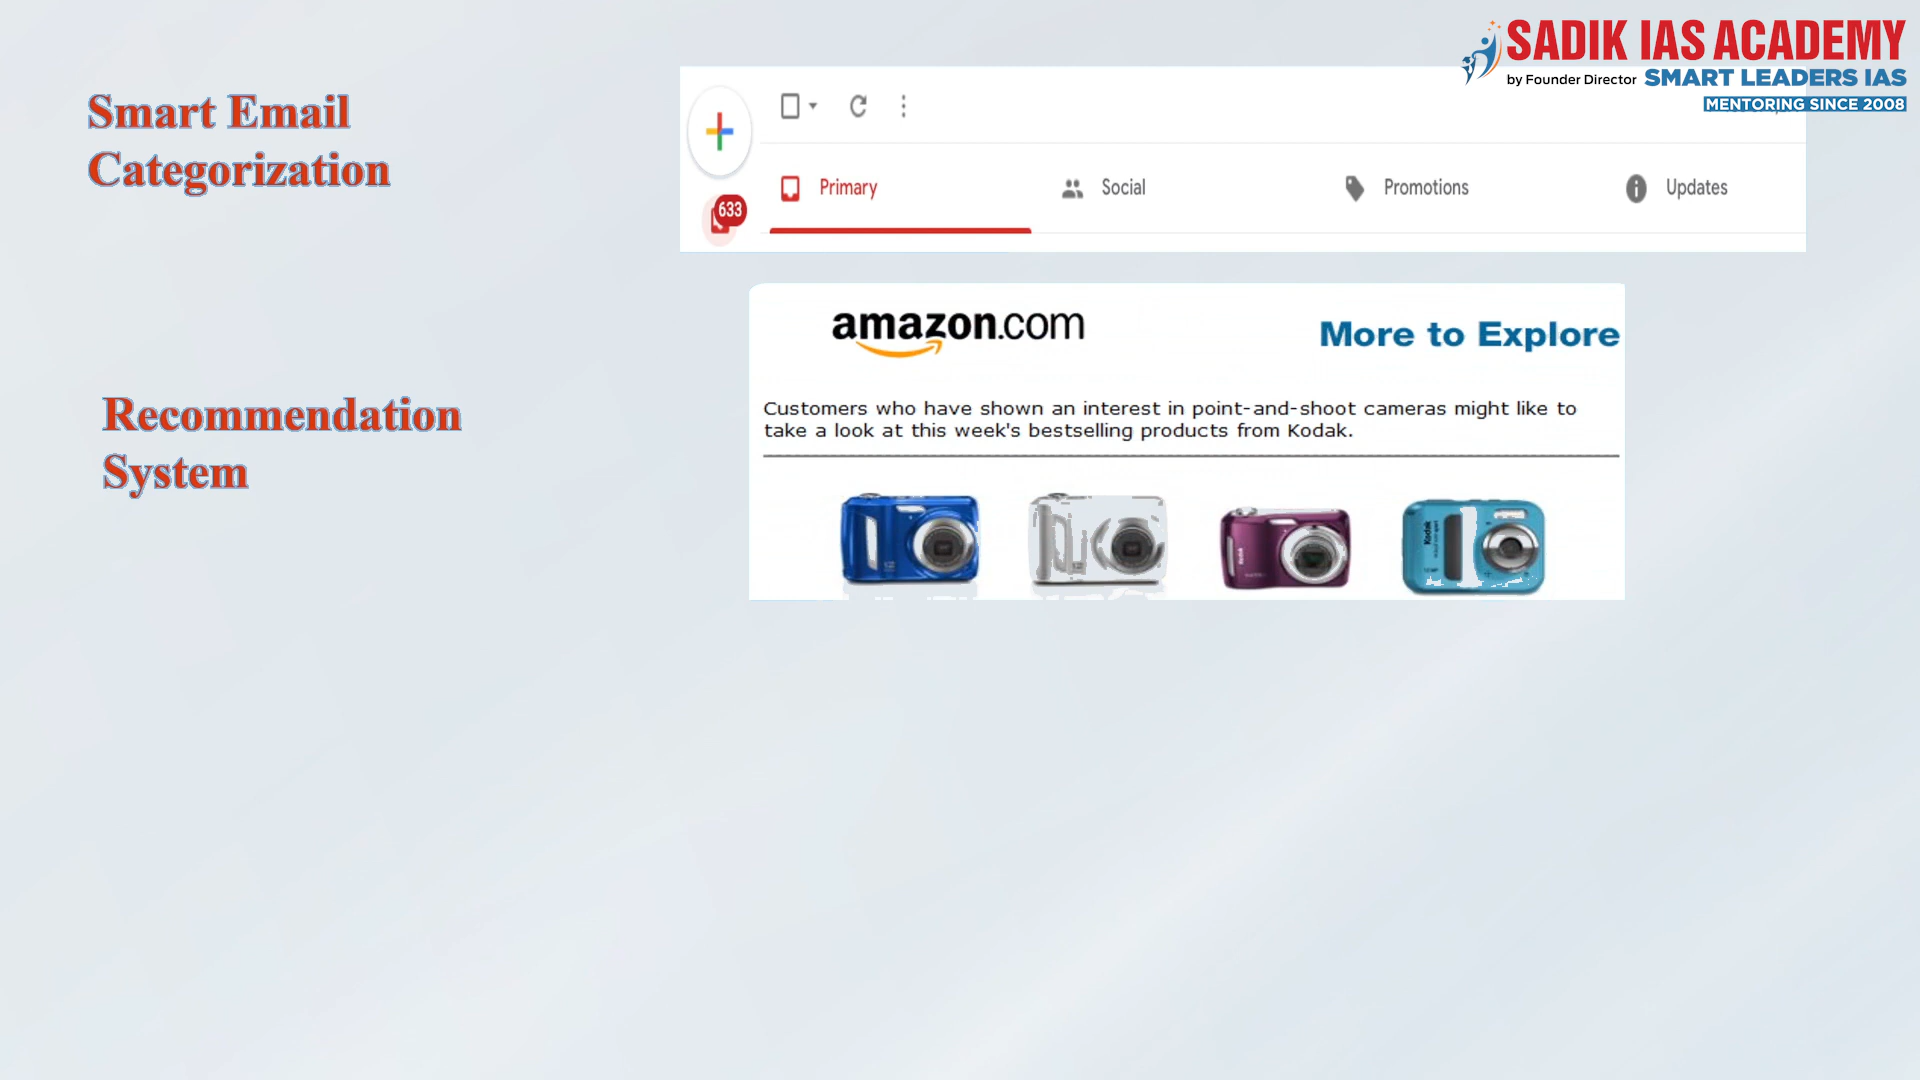 SADIK IAS ACADEMY
by Founder Director SMART LEADERS IAS
MENTORING SINCE 2008
Smart Email
Categorization
633
Primary
Social
Promotions
Updates
amazon.com
More to Explore
Customers who have shown an interest in point-and-shoot cameras might like to
take a look at this week's bestselling products from Kodak.
Recommendation
System
Kodak